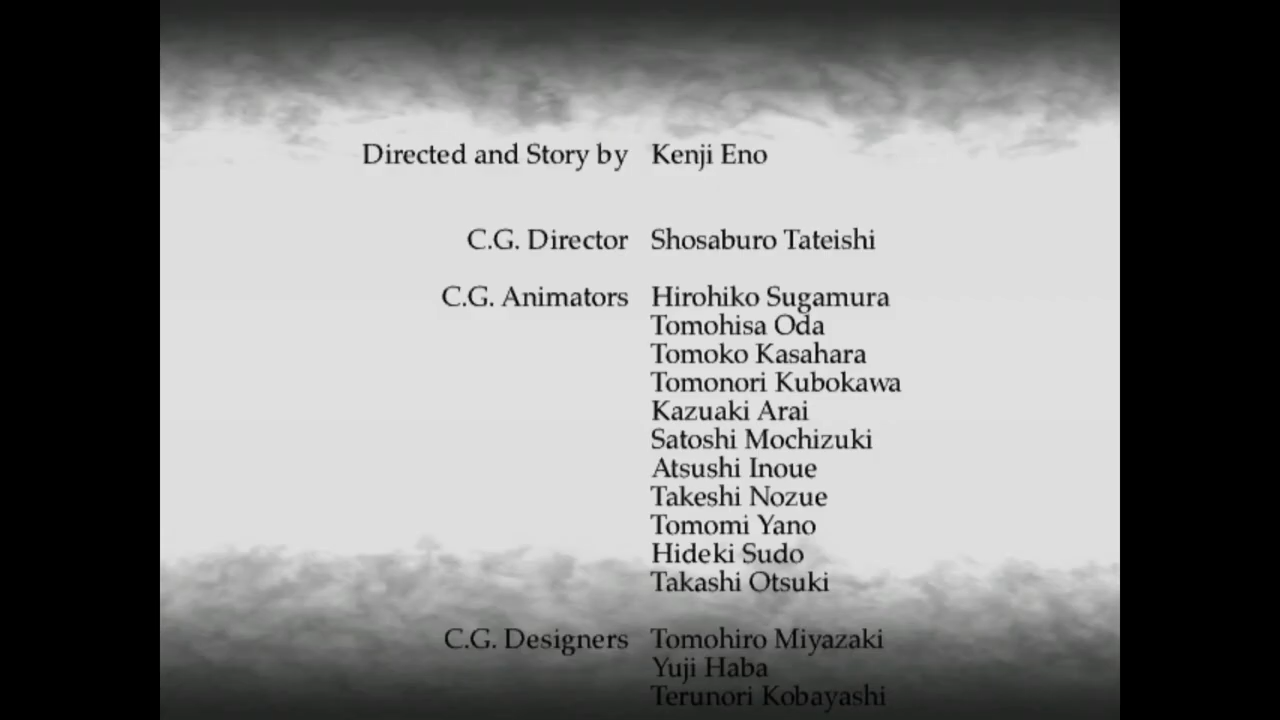 Directed and Story by Kenji Eno
C.G. Director Shosaburo Tateishi
C.G. Animators Hirohiko Sugamura
Tomohisa Oda
Tomoko Kasahara
Tomonori Kubokawa
Kazuaki Arai
Satoshi Mochizuki
Atsushi Inoue
Takeshi Nozue
Tomomi Yano
Hideki Sudo
Takashi Otsuki
C.G. Designers Tomohiro Miyazaki
Yuji Haba
Terunori Kobayashi